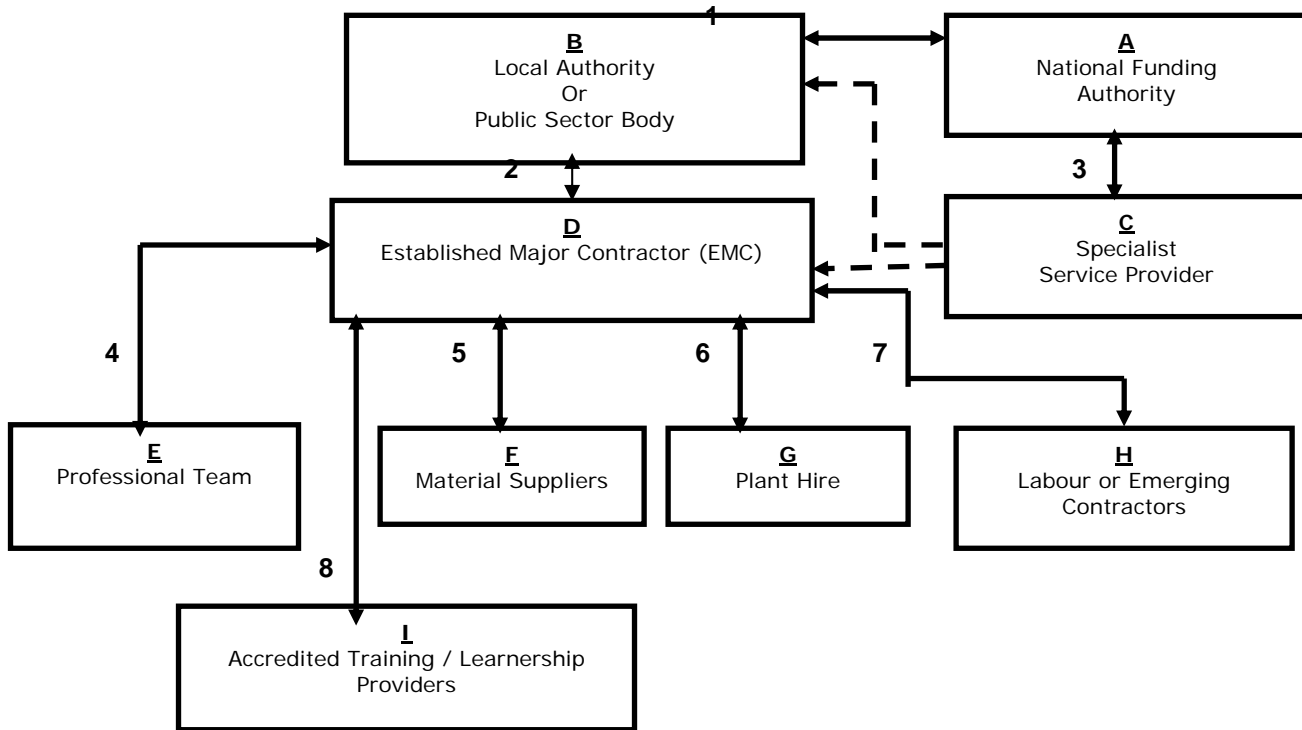 1
B
Local Authority
Or
Public Sector Body
A
National Funding
Authority
2
3
D
Established Major Contractor (EMC)
C
Specialist
Service Provider
4
5
6
7
E
Professional Team
F
Material Suppliers
G
Plant Hire
H
Labour or Emerging
Contractors
8
I
Accredited Training / Learnership
Providers